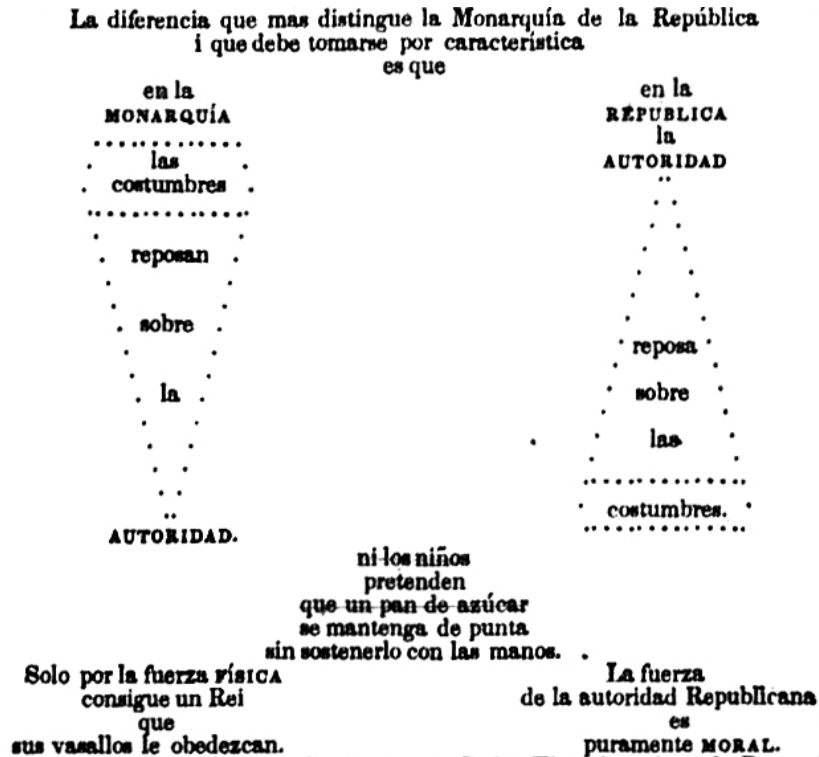 La diferencia que mas distingue la Monarquía de la República
i que debe tomarse por característica
es que
en la
MONARQUÍA
las
costumbres
reposan
sobre
la
AUTORIDAD.
en la
RÉPUBLICA
la
AUTORIDAD
reposa
sobre
las
costumbres.
ni los niños
pretenden
que un pan de azúcar
se mantenga de punta
sin sostenerlo con las manos.
Solo por la fuerza FÍSICA
consigue un Rei
que
sus vasallos le obedezcan.
La fuerza
de la autoridad Republicana
es
puramente MORAL.